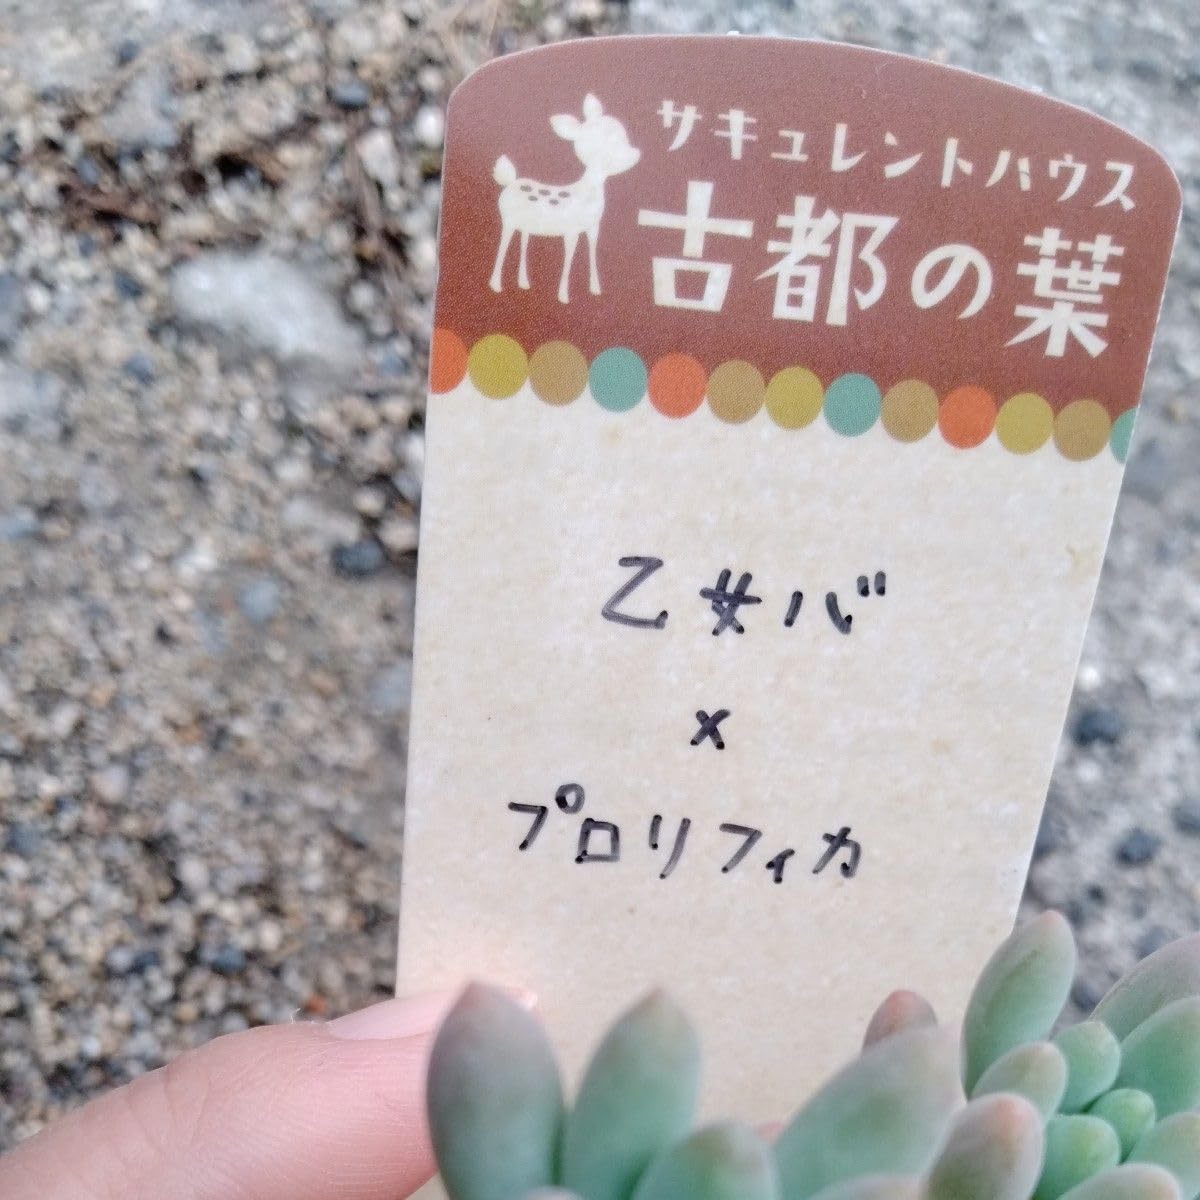 サキュレントハウス
古都の葉
乙女バ
×
プロリフィカ